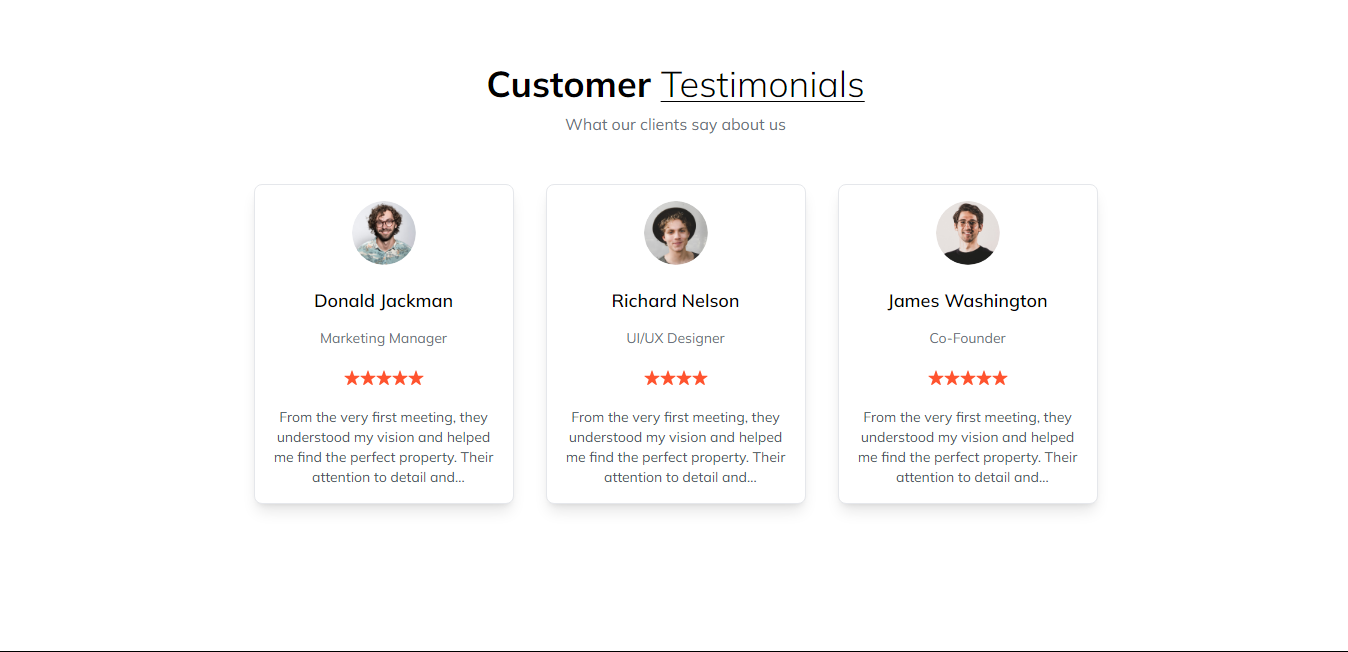 Customer Testimonials
What our clients say about us
Donald Jackman
Marketing Manager
From the very first meeting, they
understood my vision and helped
me find the perfect property. Their
attention to detail and...
Richard Nelson
UI/UX Designer
From the very first meeting, they
understood my vision and helped
me find the perfect property. Their
attention to detail and...
James Washington
Co-Founder
From the very first meeting, they
understood my vision and helped
me find the perfect property. Their
attention to detail and...